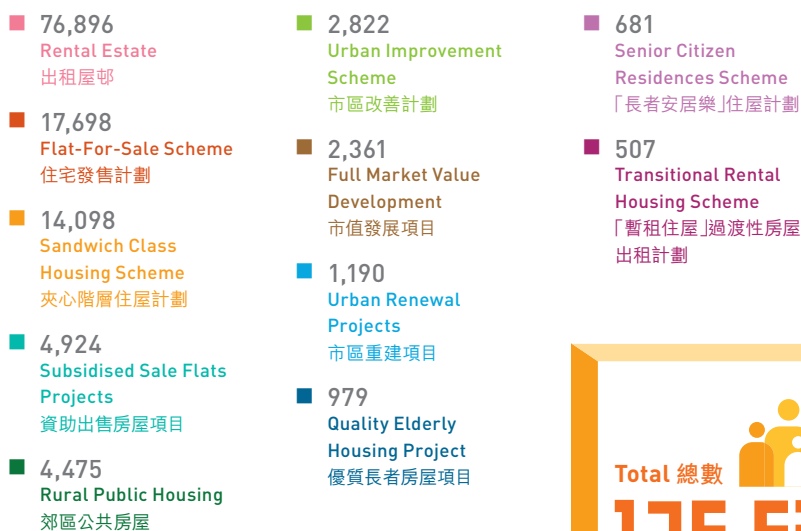 76,896
Rental Estate
出租屋邨
17,698
Flat-For-Sale Scheme
住宅發售計劃
14,098
Sandwich Class
Housing Scheme
夾心階層住屋計劃
4,924
Subsidised Sale Flats
Projects
資助出售房屋項目
4,475
Rural Public Housing
郊區公共房屋
2,822
Urban Improvement
Scheme
市區改善計劃
2,361
Full Market Value
Development
市值發展項目
1,190
Urban Renewal
Projects
市區重建項目
979
Quality Elderly
Housing Project
優質長者房屋項目
681
Senior Citizen
Residences Scheme
「長者安居樂」住屋計劃
507
Transitional Rental
Housing Scheme
「暫租住屋」過渡性房屋
出租計劃
Total 總數